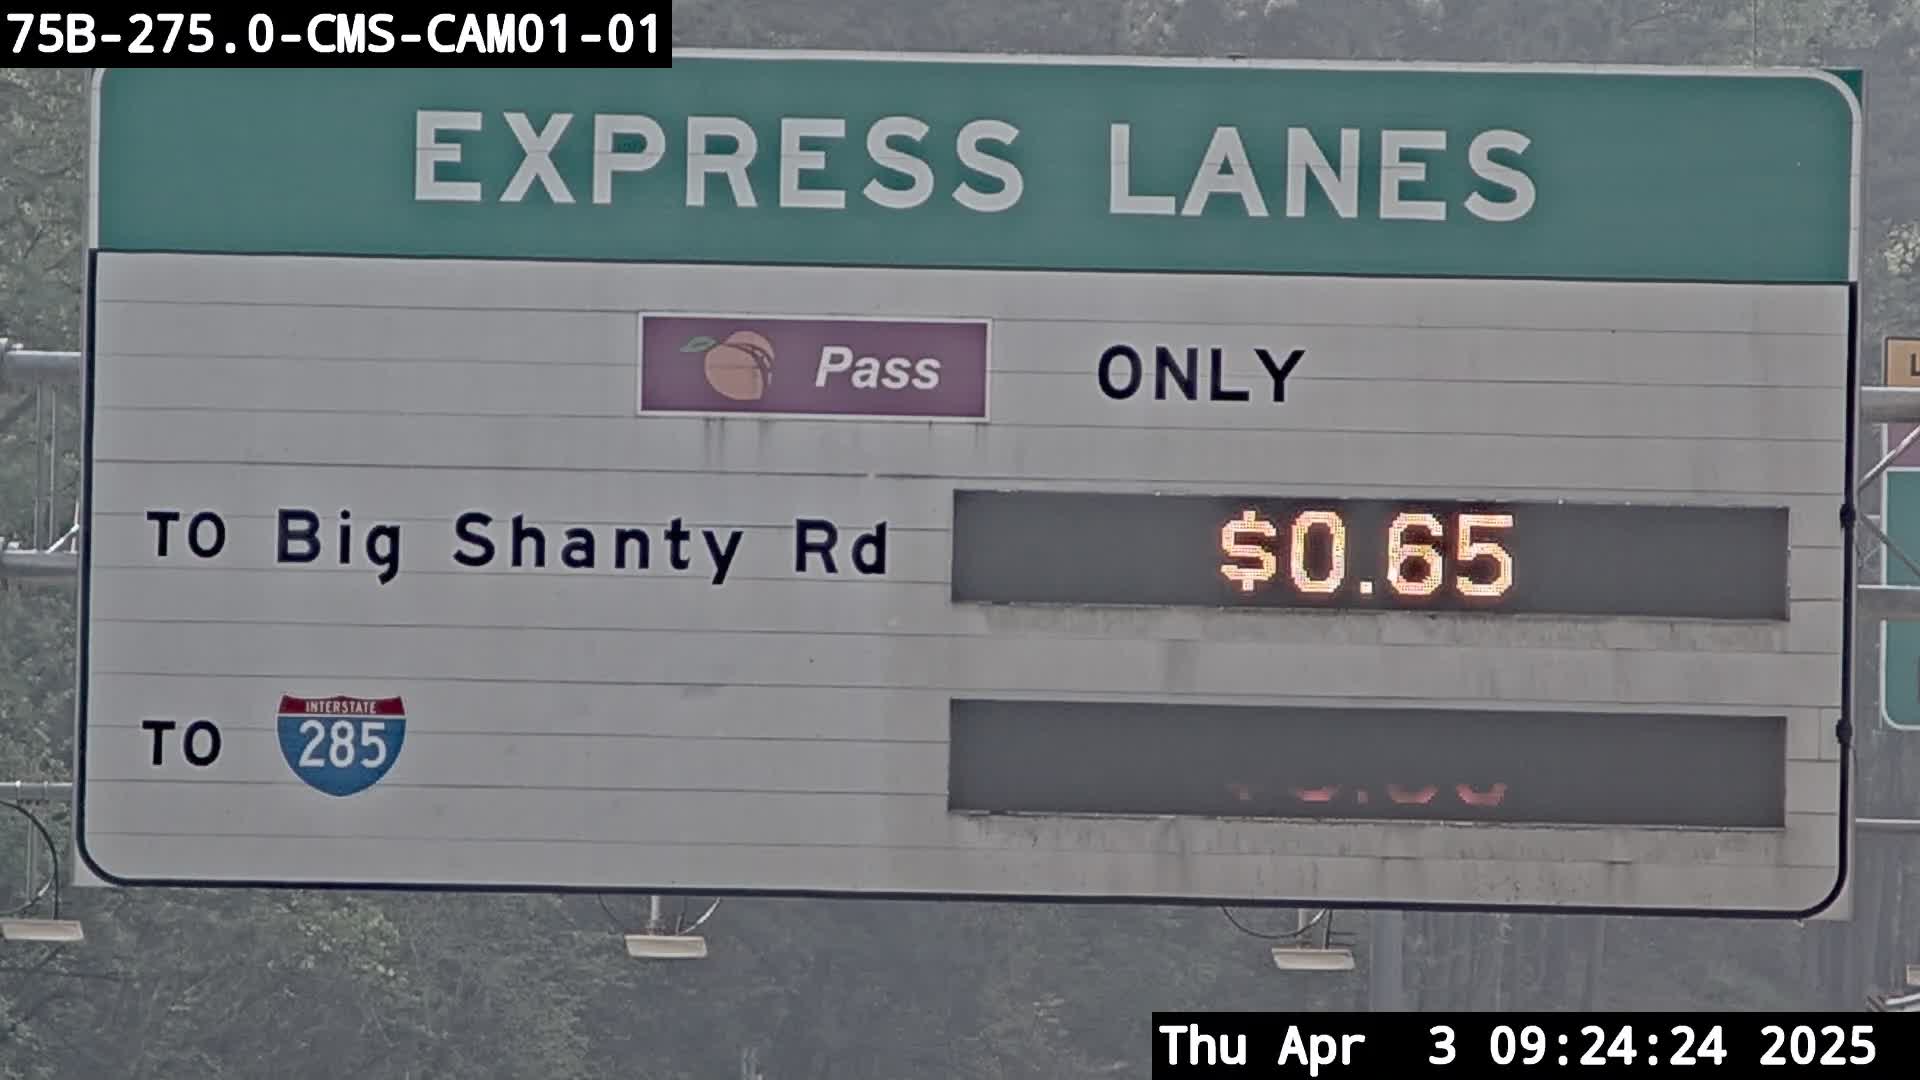 75B-275.0-CMS-CAM01-01
EXPRESS LANES
Pass ONLY
TO Big Shanty Rd $0.65
TO INTERSTATE 285
Thu Apr 3 09:24:24 2025